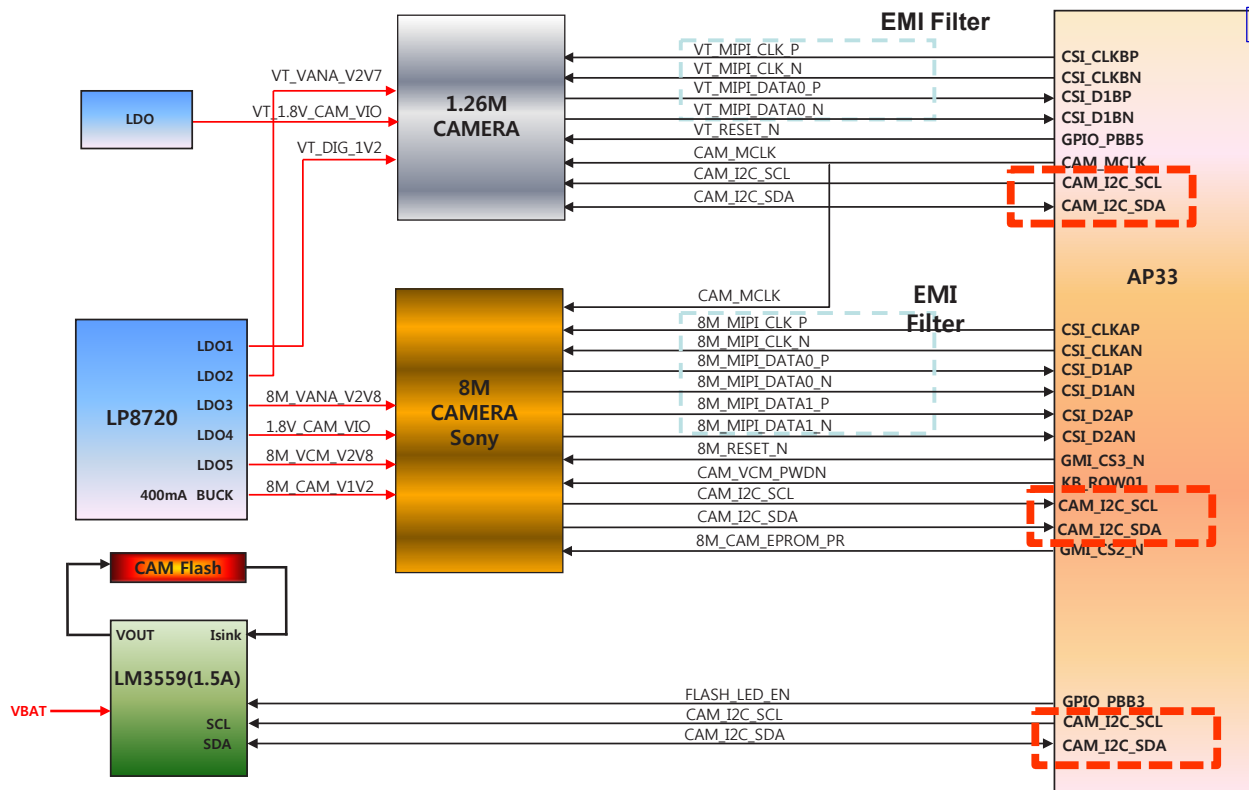 EMI Filter
VT_MIPI_CLK_P
CSI_CLKBP
VT_MIPI_CLK_N
CSI_CLKBN
VT_VANA_V2V7
VT_MIPI_DATA0_P
CSI_D1BP
LDO
VT_1.8V_CAM_VIO
1.26M
CAMERA
VT_MIPI_DATA0_N
CSI_D1BN
VT_RESET_N
GPIO_PBB5
VT_DIG_1V2
CAM_MCLK
CAM_MCLK
CAM_I2C_SCL
CAM_I2C_SCL
CAM_I2C_SDA
CAM_I2C_SDA
AP33
CAM_MCLK
EMI
Filter
8M_MIPI_CLK_P
CSI_CLKAP
LDO1
8M_MIPI_CLK_N
CSI_CLKAN
LDO2
8M_MIPI_DATA0_P
CSI_D1AP
8M_MIPI_DATA0_N
CSI_D1AN
LDO3
8M_VANA_V2V8
8M
CAMERA
Sony
8M_MIPI_DATA1_P
CSI_D2AP
LP8720
LDO4
1.8V_CAM_VIO
8M_MIPI_DATA1_N
CSI_D2AN
LDO5
8M_VCM_V2V8
8M_RESET_N
GMI_CS3_N
CAM_VCM_PWDN
KB_ROW01
400mA BUCK
8M_CAM_V1V2
CAM_I2C_SCL
CAM_I2C_SCL
CAM_I2C_SDA
CAM_I2C_SDA
8M_CAM_EPROM_PR
GMI_CS2_N
CAM Flash
VOUT
Isink
LM3559(1.5A)
VBAT
FLASH_LED_EN
GPIO_PBB3
SCL
CAM_I2C_SCL
CAM_I2C_SCL
SDA
CAM_I2C_SDA
CAM_I2C_SDA